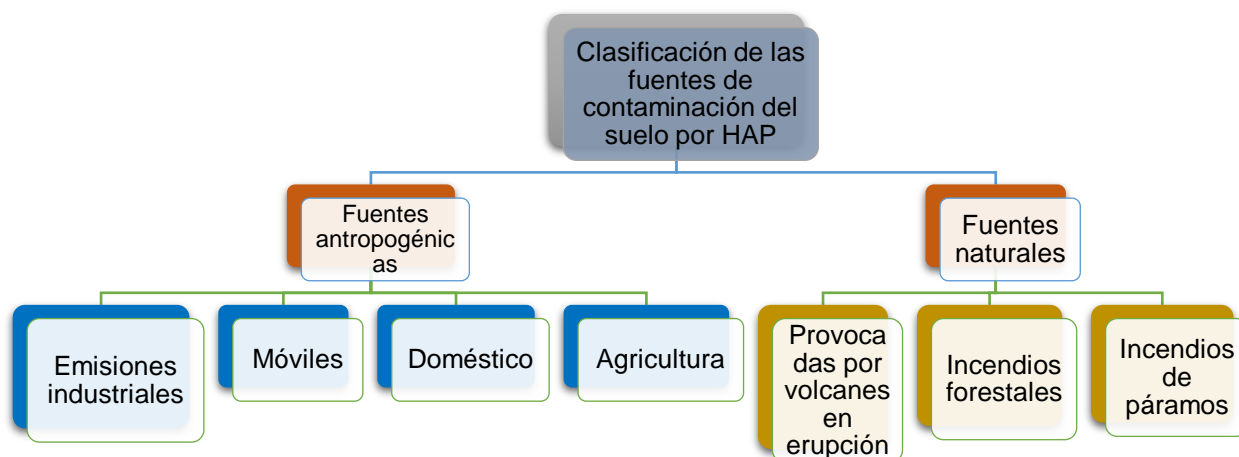 Clasificación de las
fuentes de
contaminación del
suelo por HAP
Fuentes
antropogénic
as
Fuentes
naturales
Emisiones
industriales
Móviles
Doméstico
Agricultura
Provoca
das por
volcanes
en
erupción
Incendios
forestales
Incendios
de
páramos